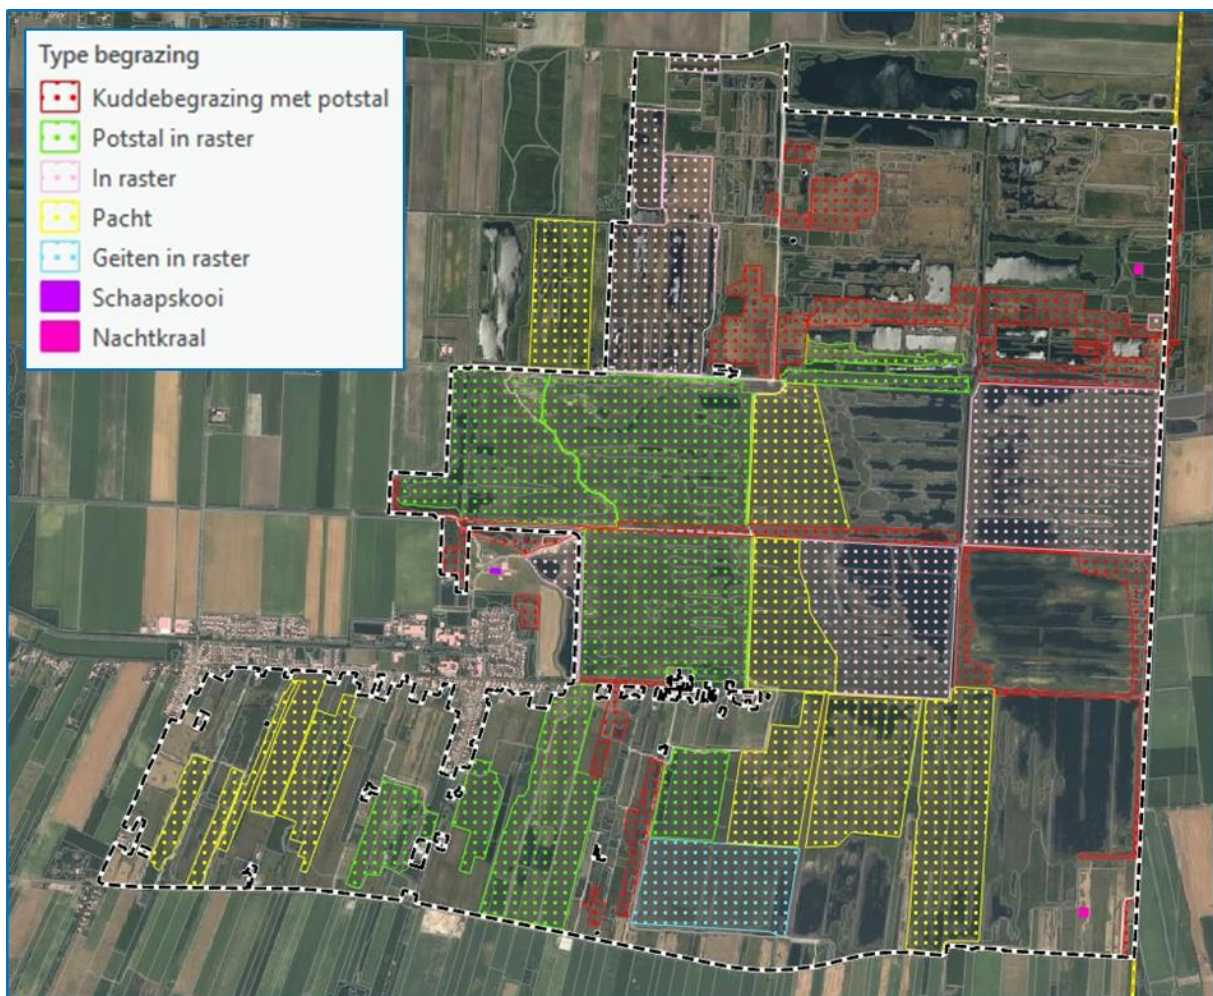 Type begrazing
Kuddebegrazing met potstal
Potstal in raster
In raster
Pacht
Geiten in raster
Schaapskooi
Nachtkraal